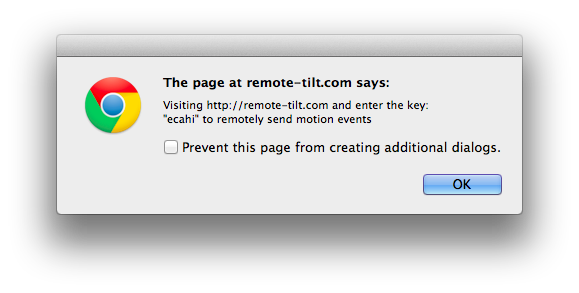 The page at remote-tilt.com says:
Visiting http://remote-tilt.com and enter the key:
"ecahi" to remotely send motion events
Prevent this page from creating additional dialogs.
OK